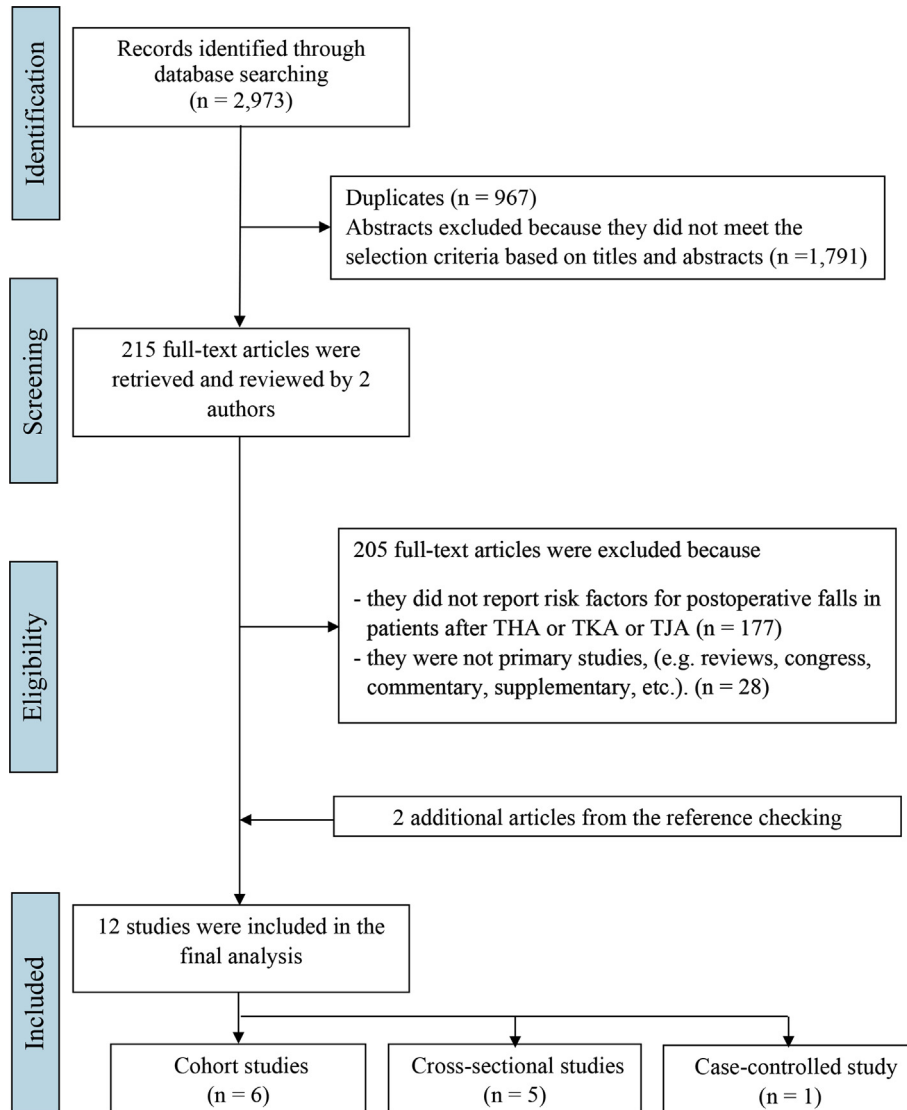 Identification
Records identified through
database searching
(n = 2,973)
Duplicates (n = 967)
Abstracts excluded because they did not meet the
selection criteria based on titles and abstracts (n =1,791)
Screening
215 full-text articles were
retrieved and reviewed by 2
authors
Eligibility
205 full-text articles were excluded because
- they did not report risk factors for postoperative falls in
patients after THA or TKA or TJA (n = 177)
- they were not primary studies, (e.g. reviews, congress,
commentary, supplementary, etc.). (n = 28)
2 additional articles from the reference checking
Included
12 studies were included in the
final analysis
Cohort studies
(n = 6)
Cross-sectional studies
(n = 5)
Case-controlled study
(n = 1)